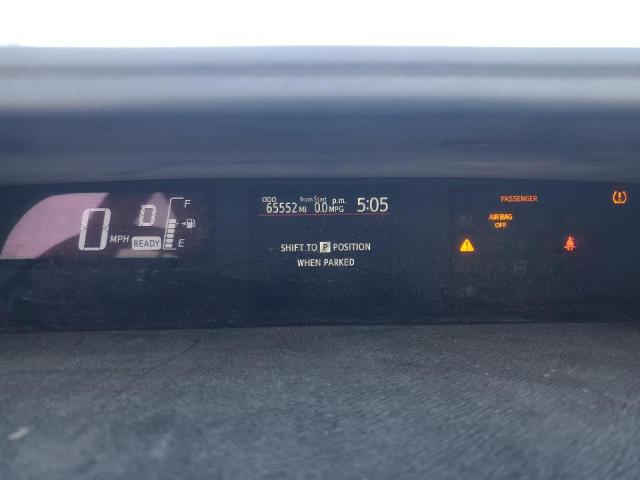 0 MPH
D
READY
F
E
ODO
from Start p.m.
65552 MI 0.0 MPG 5:05
SHIFT TO P POSITION
WHEN PARKED
PASSENGER
AIR BAG
OFF